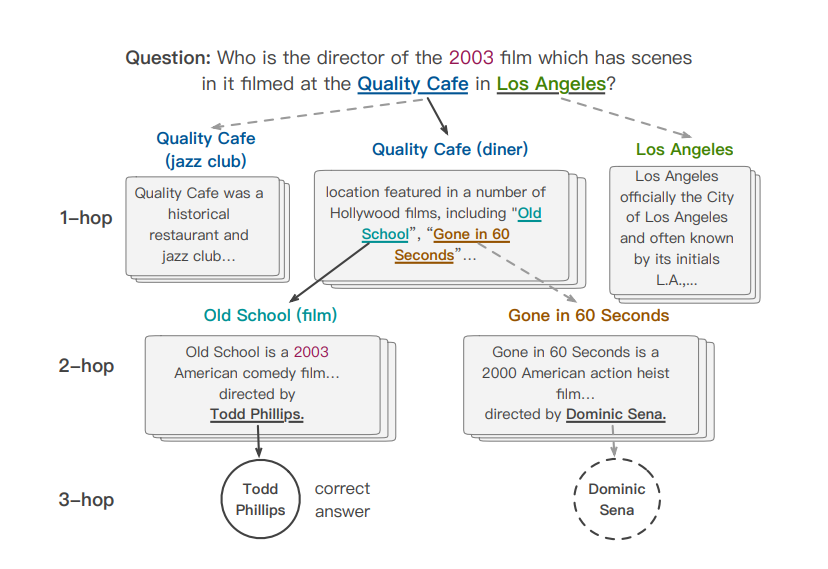 Question: Who is the director of the 2003 film which has scenes
in it filmed at the Quality Cafe in Los Angeles?
Quality Cafe
(jazz club)
Quality Cafe (diner)
Los Angeles
1-hop
Quality Cafe was a
historical
restaurant and
jazz club...
location featured in a number of
Hollywood films, including "Old
School”, “Gone in 60
Seconds”...
Los Angeles
officially the City
of Los Angeles
and often known
by its initials
L.A.,...
Old School (film)
Gone in 60 Seconds
2-hop
Old School is a 2003
American comedy film...
directed by
Todd Phillips.
Gone in 60 Seconds is a
2000 American action heist
film...
directed by Dominic Sena.
3-hop
Todd
Phillips
correct
answer
Dominic
Sena